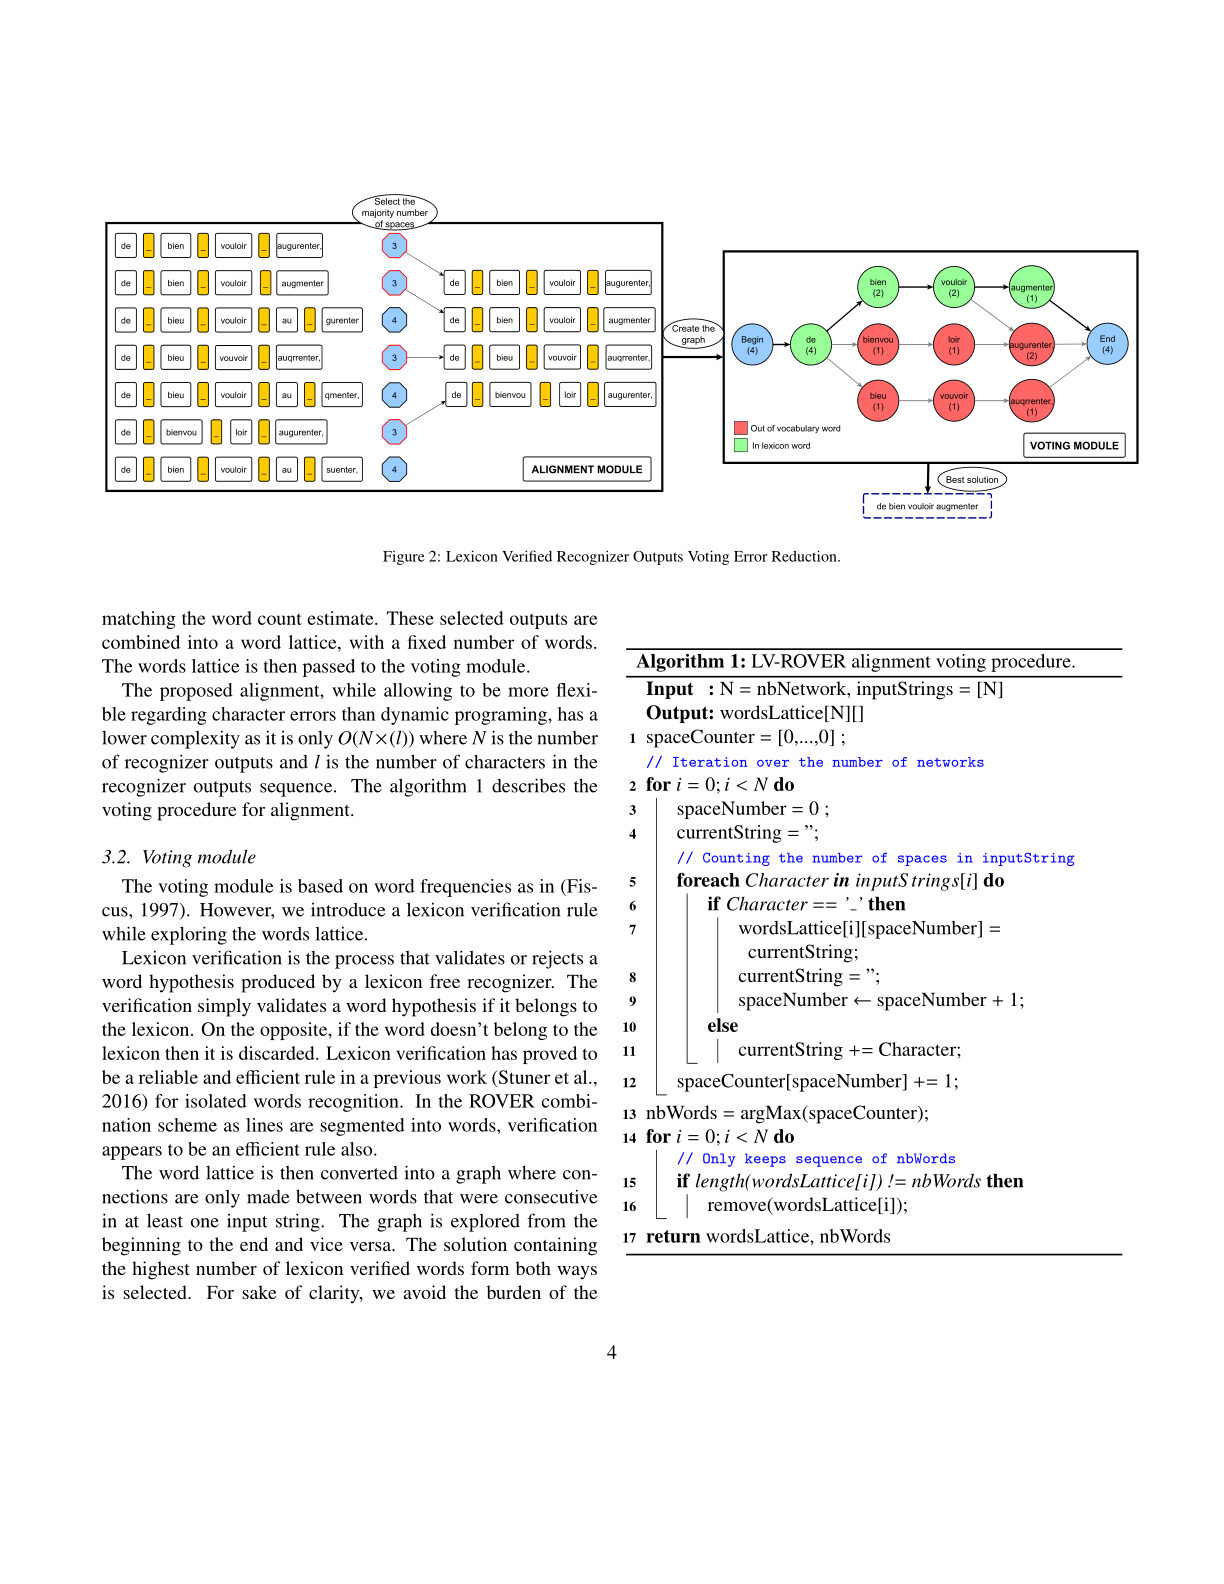 Select the
majority number
of spaces
de _ bien _ vouloir _ augurenter, 3
de _ bien _ vouloir _ augmenter 3
de _ bieu _ vouloir _ au _ gurenter 4
de _ bieu _ vouvoir _ auqrrenter, 3
de _ bieu _ vouloir _ au _ qmenter, 4
de _ bienvou _ loir _ augurenter, 3
de _ bien _ vouloir _ au _ suenter, 4
de _ bien _ vouloir _ augurenter,
de _ bien _ vouloir _ augmenter
de _ bieu _ vouvoir _ auqrrenter,
de _ bienvou _ loir _ augurenter,
ALIGNMENT MODULE
Create the
graph
Begin
(4)
de
(4)
bien
(2)
vouloir
(2)
augmenter
(1)
bienvou
(1)
loir
(1)
augurenter,
(2)
bieu
(1)
vouvoir
(1)
auqrrenter,
(1)
End
(4)
Out of vocabulary word
In lexicon word
VOTING MODULE
Best solution
de bien vouloir augmenter
Figure 2: Lexicon Verified Recognizer Outputs Voting Error Reduction.
matching the word count estimate. These selected outputs are
combined into a word lattice, with a fixed number of words.
The words lattice is then passed to the voting module.
The proposed alignment, while allowing to be more flexi-
ble regarding character errors than dynamic programing, has a
lower complexity as it is only O(N×(l)) where N is the number
of recognizer outputs and l is the number of characters in the
recognizer outputs sequence. The algorithm 1 describes the
voting procedure for alignment.
3.2. Voting module
The voting module is based on word frequencies as in (Fis-
cus, 1997). However, we introduce a lexicon verification rule
while exploring the words lattice.
Lexicon verification is the process that validates or rejects a
word hypothesis produced by a lexicon free recognizer. The
verification simply validates a word hypothesis if it belongs to
the lexicon. On the opposite, if the word doesn't belong to the
lexicon then it is discarded. Lexicon verification has proved to
be a reliable and efficient rule in a previous work (Stuner et al.,
2016) for isolated words recognition. In the ROVER combi-
nation scheme as lines are segmented into words, verification
appears to be an efficient rule also.
The word lattice is then converted into a graph where con-
nections are only made between words that were consecutive
in at least one input string. The graph is explored from the
beginning to the end and vice versa. The solution containing
the highest number of lexicon verified words form both ways
is selected. For sake of clarity, we avoid the burden of the
Algorithm 1: LV-ROVER alignment voting procedure.
Input : N = nbNetwork, inputStrings = [N]
Output: wordsLattice[N][]
1 spaceCounter = [0,...,0] ;
// Iteration over the number of networks
2 for i = 0; i < N do
3 spaceNumber = 0 ;
4 currentString = ”;
// Counting the number of spaces in inputString
5 foreach Character in inputStrings[i] do
6 if Character == ’_’ then
7 wordsLattice[i][spaceNumber] =
currentString;
8 currentString = ”;
9 spaceNumber ← spaceNumber + 1;
10 else
11 currentString += Character;
12 spaceCounter[spaceNumber] += 1;
13 nbWords = argMax(spaceCounter);
14 for i = 0; i < N do
// Only keeps sequence of nbWords
15 if length(wordsLattice[i]) != nbWords then
16 remove(wordsLattice[i]);
17 return wordsLattice, nbWords
4